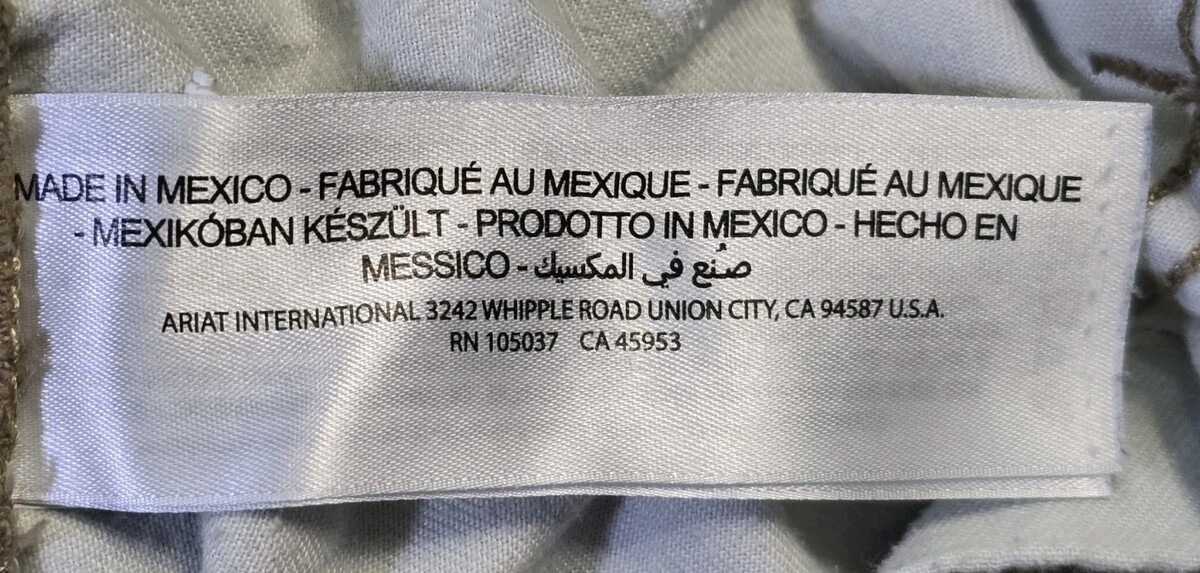 MADE IN MEXICO - FABRIQUÉ AU MEXIQUE - FABRIQUÉ AU MEXIQUE
- MEXIKÓBAN KÉSZÜLT - PRODOTTO IN MEXICO - HECHO EN
MESSICO - صُنع في المكسيك
ARIAT INTERNATIONAL 3242 WHIPPLE ROAD UNION CITY, CA 94587 U.S.A.
RN 105037 CA 45953